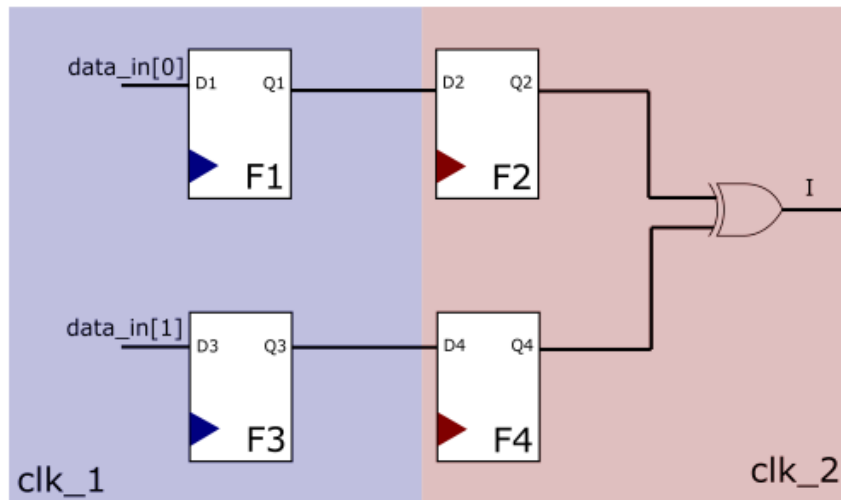 data_in[0]
D1
Q1
D2
Q2
F1
F2
I
data_in[1]
D3
Q3
D4
Q4
F3
F4
clk_1
clk_2